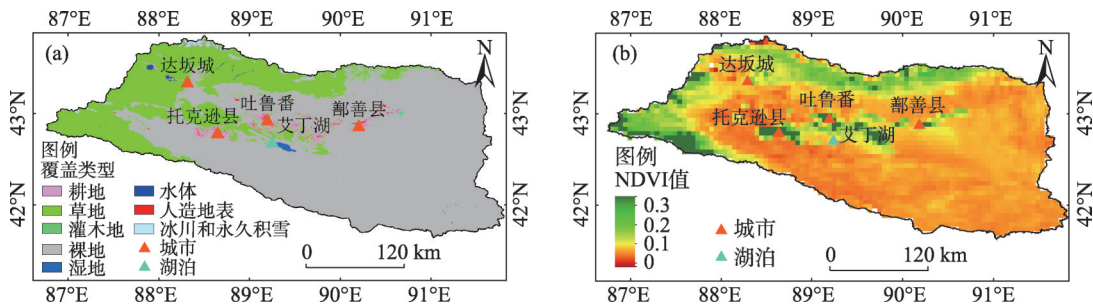 87°E 88°E 89°E 90°E 91°E
(a)
N
达坂城
吐鲁番
鄯善县
托克逊县
艾丁湖
43°N
42°N
图例
覆盖类型
耕地
草地
灌木地
裸地
湿地
水体
人造地表
冰川和永久积雪
城市
湖泊
0 120 km
43°N
42°N
87°E 88°E 89°E 90°E 91°E
87°E 88°E 89°E 90°E 91°E
(b)
N
达坂城
吐鲁番
鄯善县
托克逊县
艾丁湖
43°N
42°N
图例
NDVI值
0.3
0.2
0.1
0
城市
湖泊
0 120 km
43°N
42°N
87°E 88°E 89°E 90°E 91°E